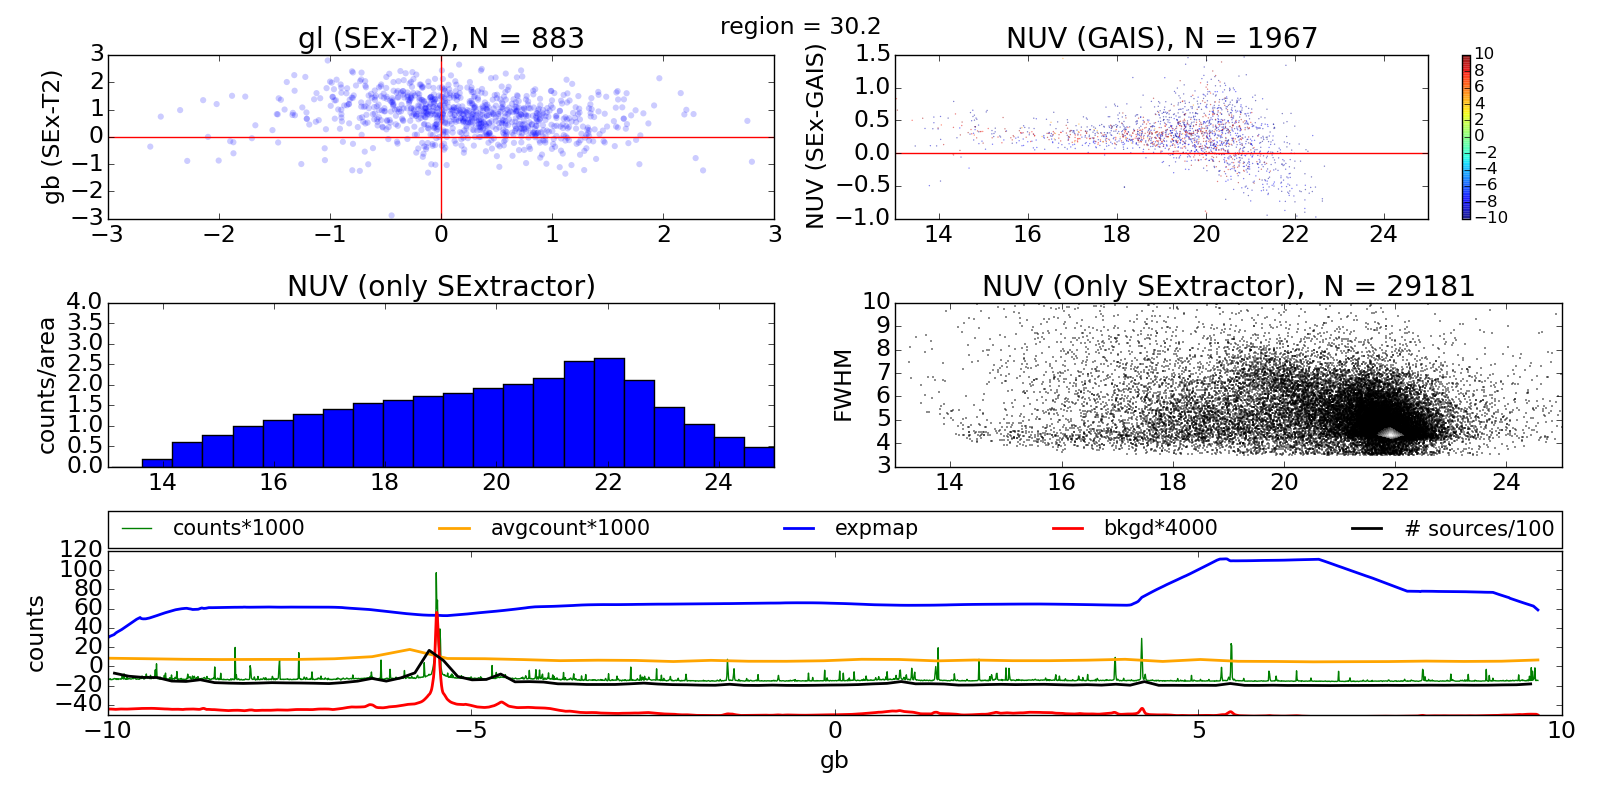 region = 30.2
gl (SEx-T2), N = 883
gb (SEx-T2)
3
2
1
0
−1
−2
−3
−3 −2 −1 0 1 2 3
NUV (GAIS), N = 1967
NUV (SEx-GAIS)
1.5
1.0
0.5
0.0
−0.5
−1.0
14 16 18 20 22 24
10
8
6
4
2
0
−2
−4
−6
−8
−10
NUV (only SExtractor)
counts/area
4.0
3.5
3.0
2.5
2.0
1.5
1.0
0.5
0.0
14 16 18 20 22 24
NUV (Only SExtractor),  N = 29181
FWHM
10
9
8
7
6
5
4
3
14 16 18 20 22 24
counts*1000 avgcount*1000 expmap bkgd*4000 # sources/100
counts
120
100
80
60
40
20
0
−20
−40
−10 −5 0 5 10
gb